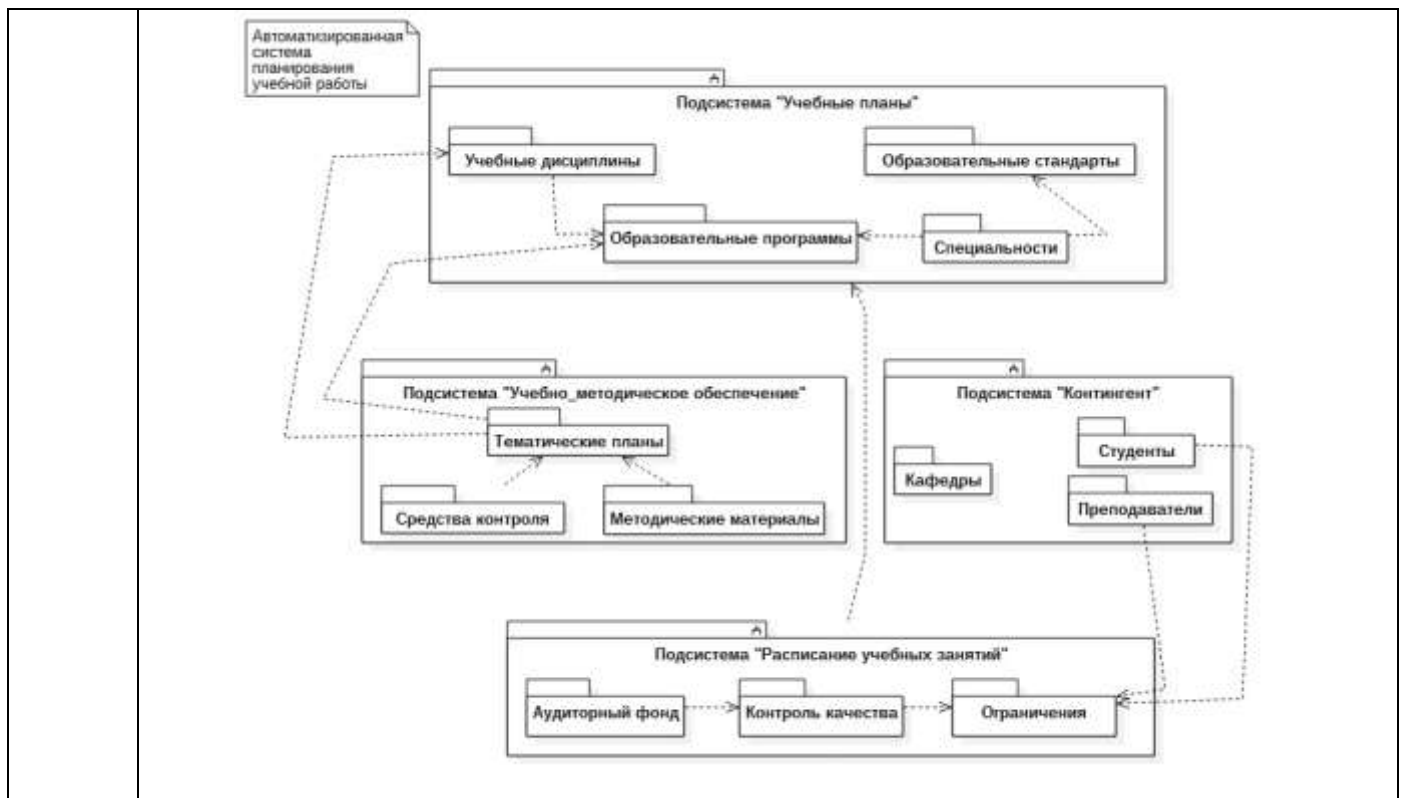 Автоматизированная
система
планирования
учебной работы
Подсистема "Учебные планы"
Учебные дисциплины
Образовательные стандарты
Образовательные программы
Специальности
Подсистема "Учебно_методическое обеспечение"
Тематические планы
Средства контроля
Методические материалы
Подсистема "Контингент"
Студенты
Кафедры
Преподаватели
Подсистема "Расписание учебных занятий"
Аудиторный фонд
Контроль качества
Ограничения